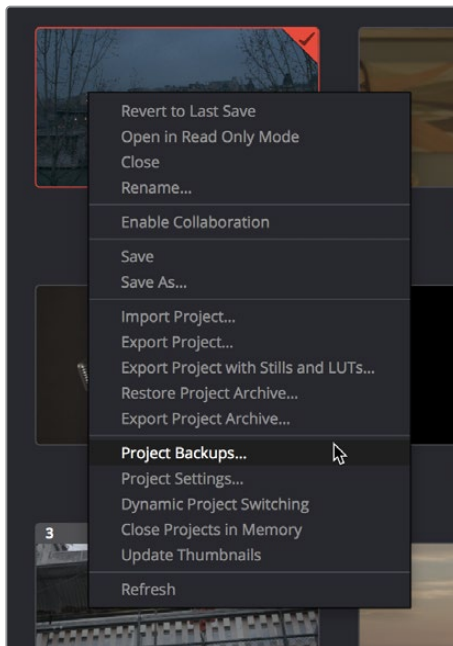 Revert to Last Save
Open in Read Only Mode
Close
Rename...
Enable Collaboration
Save
Save As...
Import Project...
Export Project...
Export Project with Stills and LUTs...
Restore Project Archive...
Export Project Archive...
Project Backups...
Project Settings...
Dynamic Project Switching
3
Close Projects in Memory
Update Thumbnails
Refresh